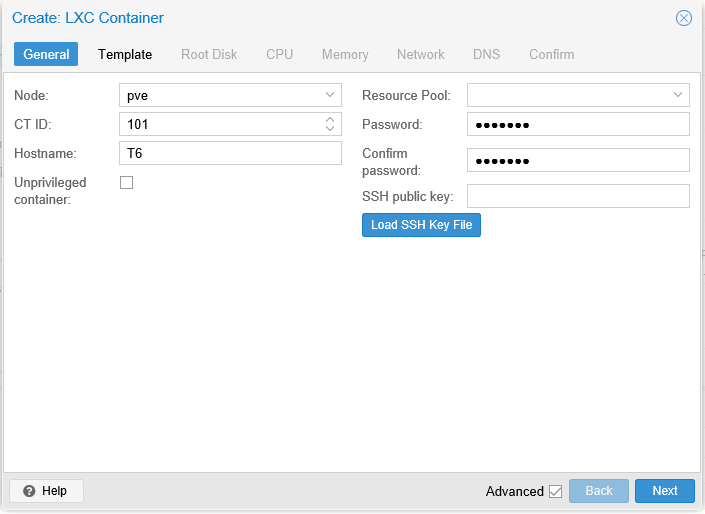 Create: LXC Container
General Template Root Disk CPU Memory Network DNS Confirm
Node: pve
CT ID: 101
Hostname: T6
Unprivileged
container:
Resource Pool:
Password: ●●●●●●●
Confirm
password: ●●●●●●●
SSH public key:
Load SSH Key File
Help
Advanced
Back
Next